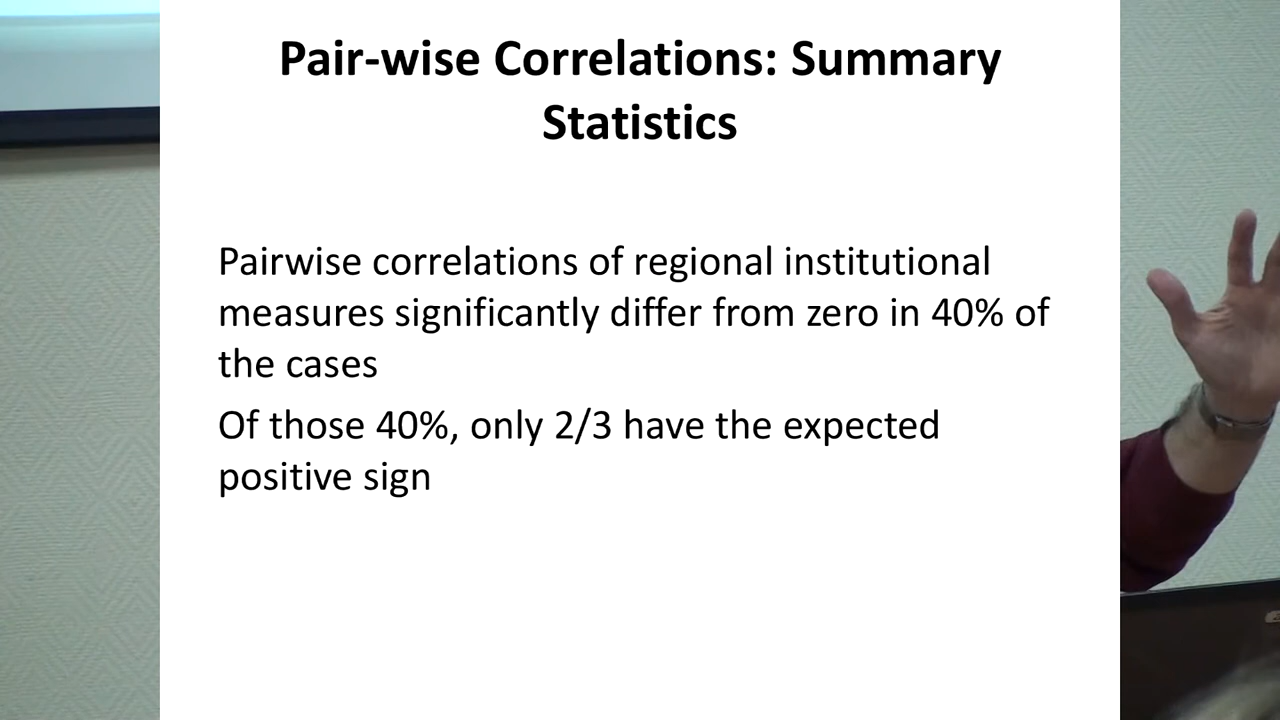 Pair-wise Correlations: Summary
Statistics
Pairwise correlations of regional institutional
measures significantly differ from zero in 40% of
the cases
Of those 40%, only 2/3 have the expected
positive sign